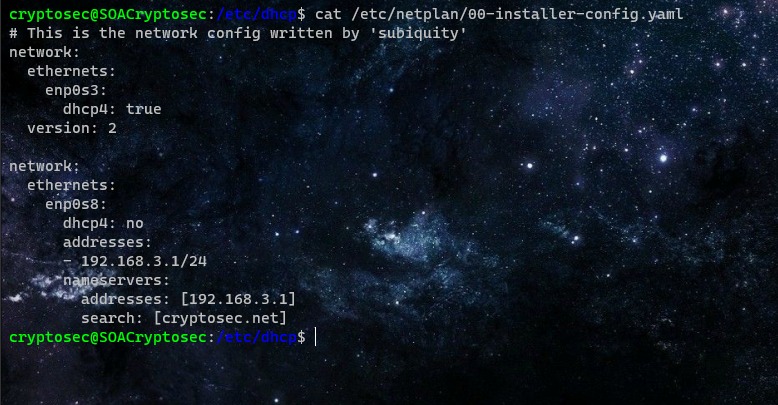 cryptosec@SOACryptosec:/etc/dhcp$ cat /etc/netplan/00-installer-config.yaml
# This is the network config written by 'subiquity'
network:
  ethernets:
    enp0s3:
      dhcp4: true
  version: 2

network:
  ethernets:
    enp0s8:
      dhcp4: no
      addresses:
      - 192.168.3.1/24
      nameservers:
        addresses: [192.168.3.1]
        search: [cryptosec.net]
cryptosec@SOACryptosec:/etc/dhcp$